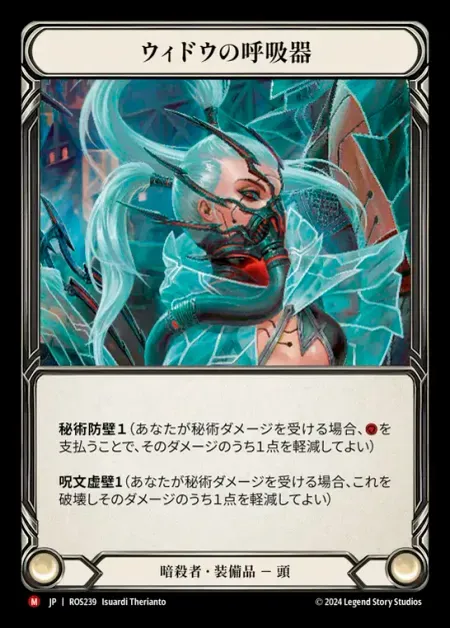 ウィドウの呼吸器
秘術防壁1(あなたが秘術ダメージを受ける場合、を
支払うことで、そのダメージのうち1点を軽減してよい)
呪文虚壁1(あなたが秘術ダメージを受ける場合、これを
破壊しそのダメージのうち1点を軽減してよい)
暗殺者・装備品 − 頭
M JP | ROS239 Isuardi Therianto
© 2024 Legend Story Studios